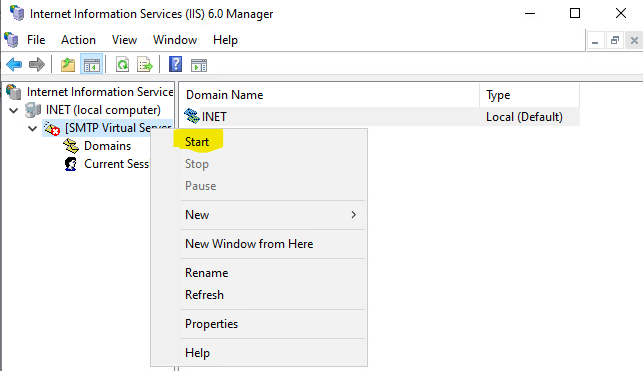 Internet Information Services (IIS) 6.0 Manager
File Action View Window Help
Internet Information Service
INET (local computer)
[SMTP Virtual Server
Domains
Current Sess
Domain Name Type
INET Local (Default)
Start
Stop
Pause
New
New Window from Here
Rename
Refresh
Properties
Help